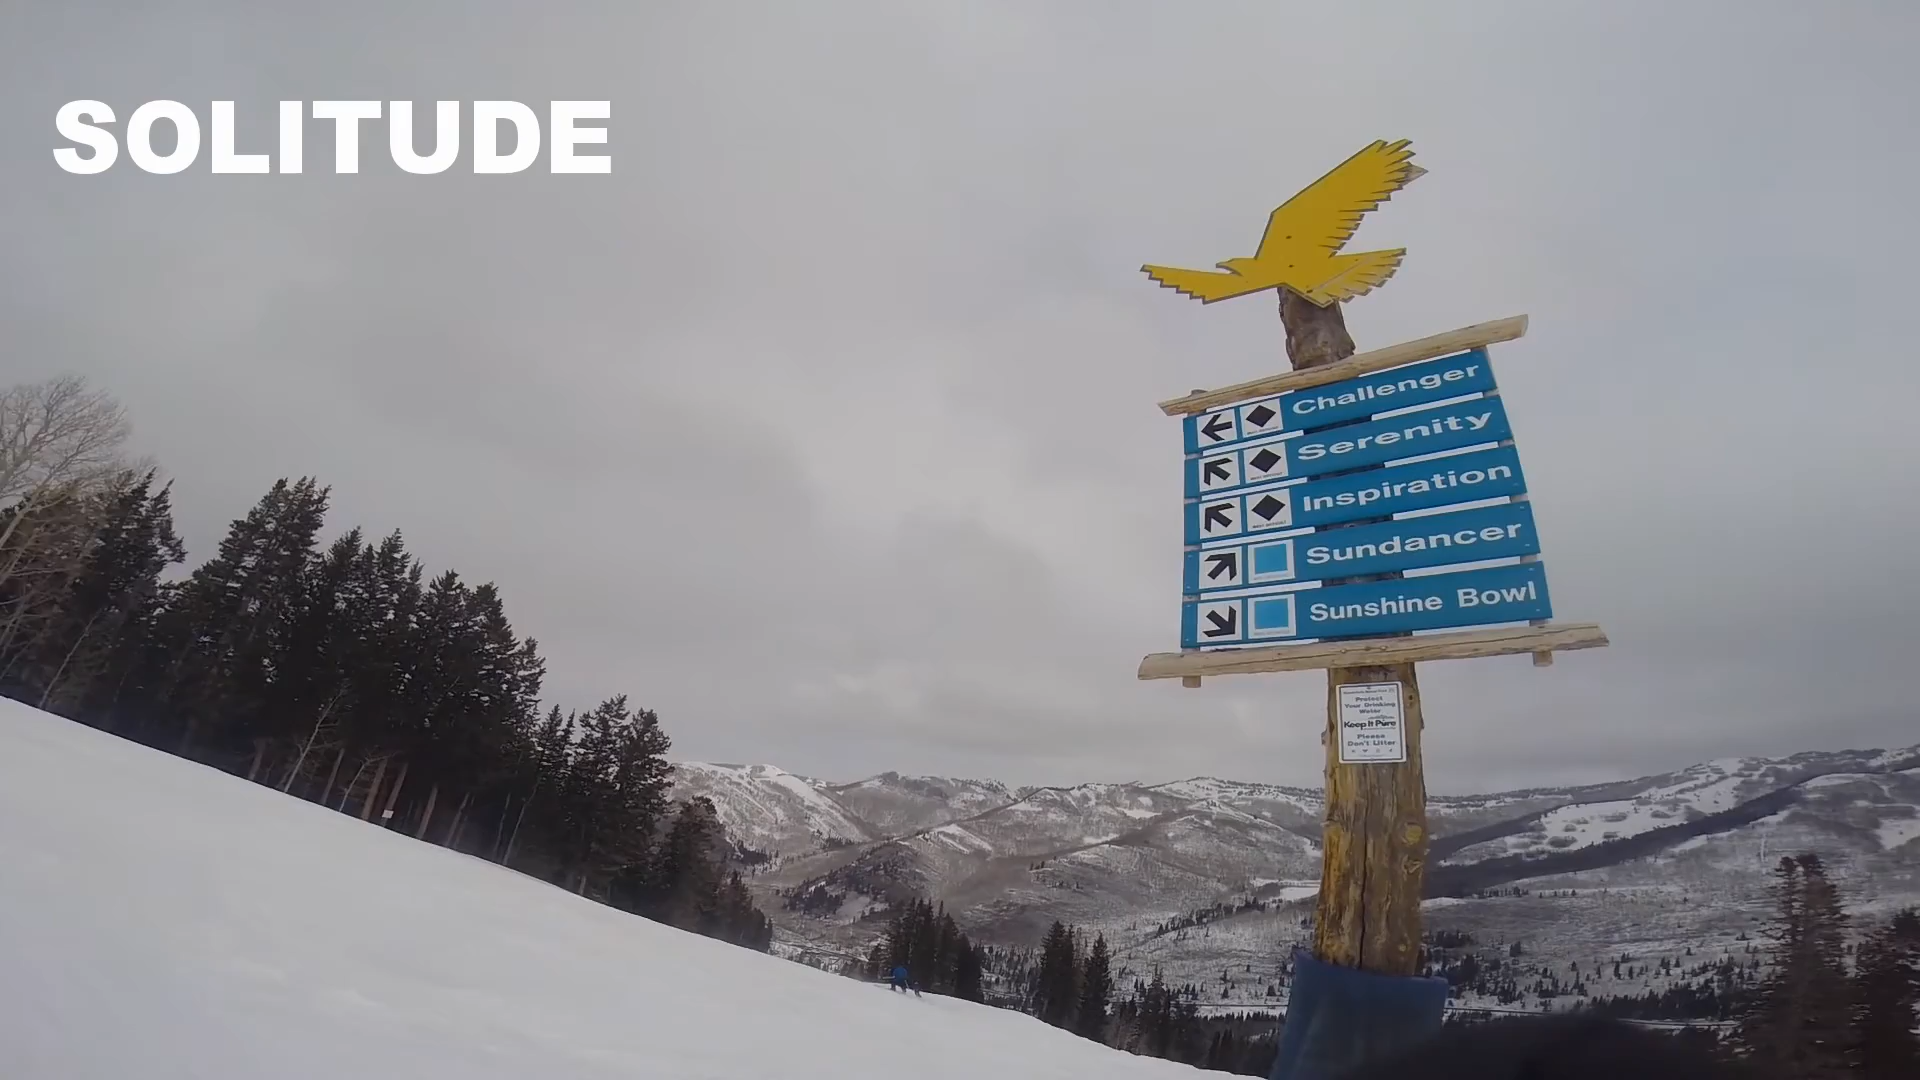 SOLITUDE
Challenger
Serenity
Inspiration
Sundancer
Sunshine Bowl
Protect
Your Drinking
Water
Keep It Pure
Please
Don't Litter